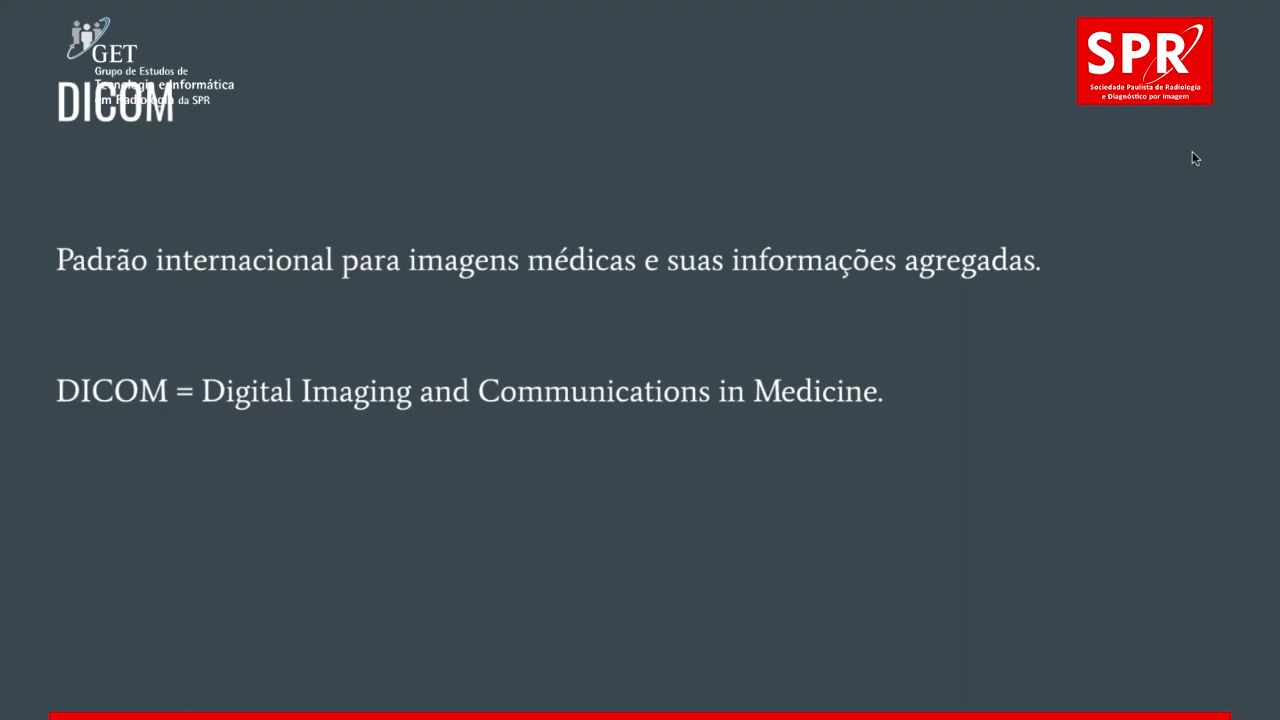 GET
Grupo de Estudos de
Tecnologia e Informática
em Radiologia da SPR
DICOM
SPR
Sociedade Paulista de Radiologia
e Diagnóstico por Imagem
Padrão internacional para imagens médicas e suas informações agregadas.
DICOM = Digital Imaging and Communications in Medicine.